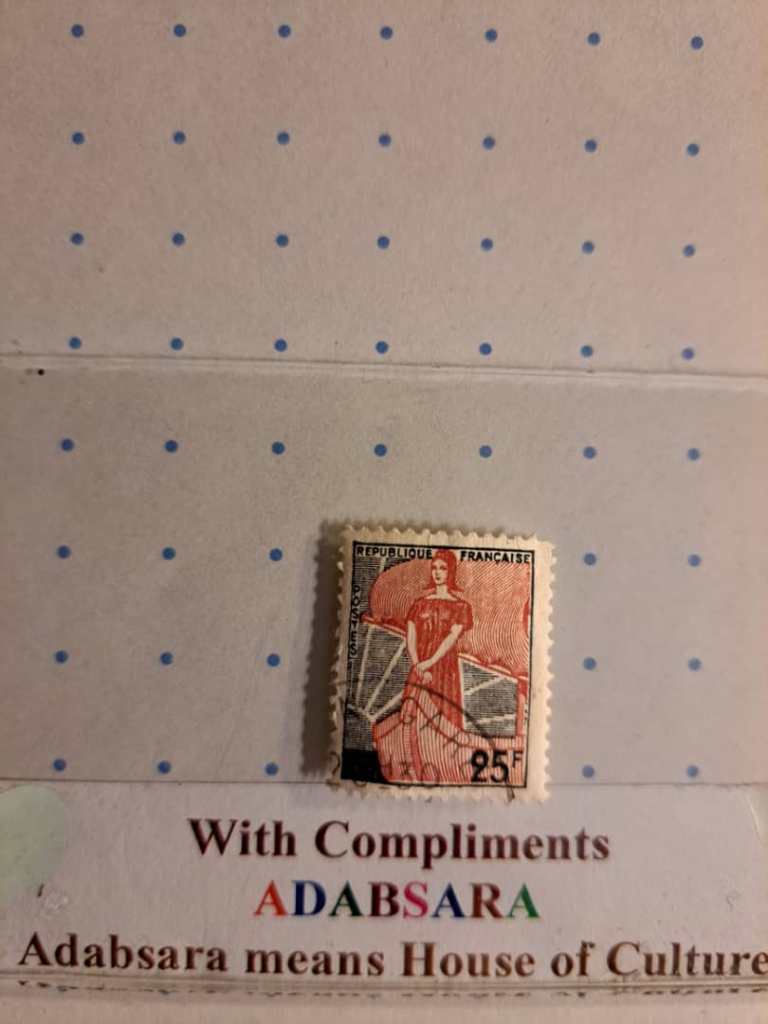 REPUBLIQUE FRANÇAISE
POSTES
25F
With Compliments
ADABSARA
Adabsara means House of Culture